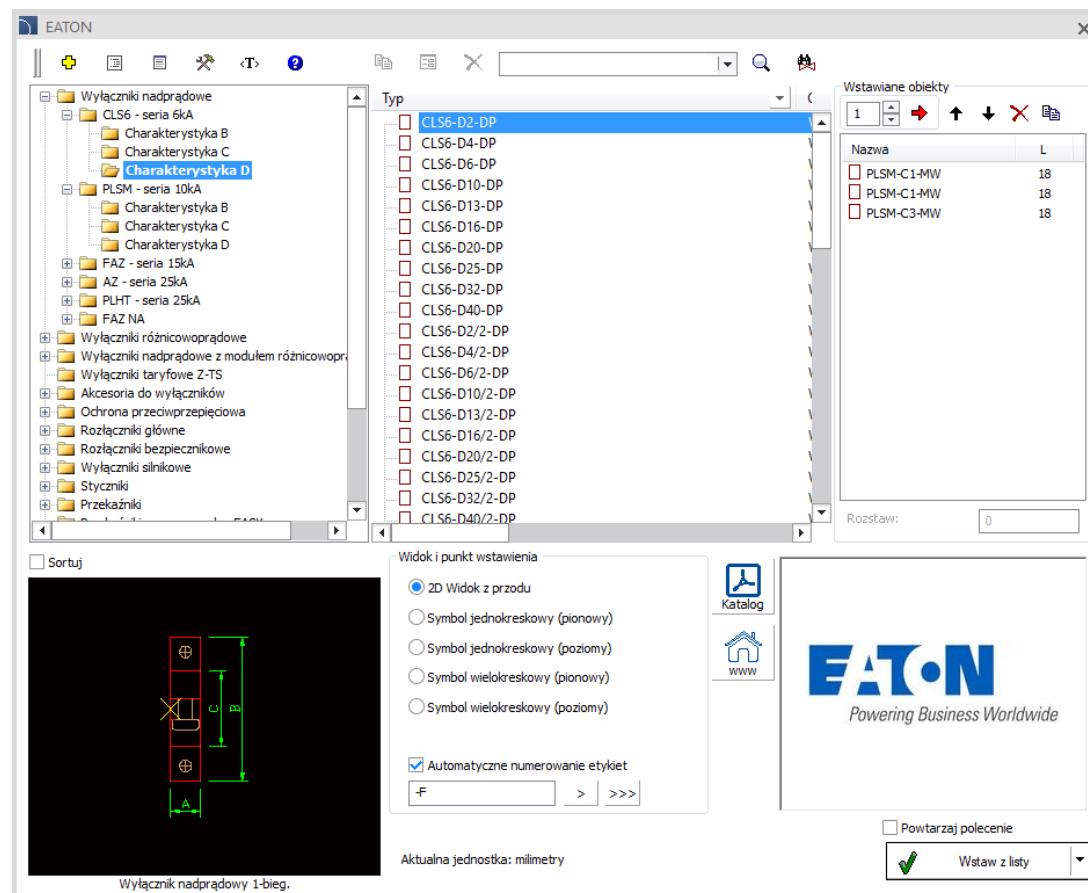 EATON
<T>
Wyłączniki nadprądowe
CLS6 - seria 6kA
Charakterystyka B
Charakterystyka C
Charakterystyka D
PLSM - seria 10kA
Charakterystyka B
Charakterystyka C
Charakterystyka D
FAZ - seria 15kA
AZ - seria 25kA
PLHT - seria 25kA
FAZ NA
Wyłączniki różnicowoprądowe
Wyłączniki nadprądowe z modułem różnicowopr
Wyłączniki taryfowe Z-TS
Akcesoria do wyłączników
Ochrona przeciwprzepięciowa
Rozłączniki główne
Rozłączniki bezpiecznikowe
Wyłączniki silnikowe
Styczniki
Przekaźniki
Typ
CLS6-D2-DP
CLS6-D4-DP
CLS6-D6-DP
CLS6-D10-DP
CLS6-D13-DP
CLS6-D16-DP
CLS6-D20-DP
CLS6-D25-DP
CLS6-D32-DP
CLS6-D40-DP
CLS6-D2/2-DP
CLS6-D4/2-DP
CLS6-D6/2-DP
CLS6-D10/2-DP
CLS6-D13/2-DP
CLS6-D16/2-DP
CLS6-D20/2-DP
CLS6-D25/2-DP
CLS6-D32/2-DP
CLS6-D40/2-DP
Wstawiane obiekty
1
Nazwa L
PLSM-C1-MW 18
PLSM-C1-MW 18
PLSM-C3-MW 18
Rozstaw: 0
Sortuj
C
B
A
Wyłącznik nadprądowy 1-bieg.
Widok i punkt wstawienia
2D Widok z przodu
Symbol jednokreskowy (pionowy)
Symbol jednokreskowy (poziomy)
Symbol wielokreskowy (pionowy)
Symbol wielokreskowy (poziomy)
Automatyczne numerowanie etykiet
-F > >>>
Aktualna jednostka: milimetry
Katalog
www
EATON
Powering Business Worldwide
Powtarzaj polecenie
Wstaw z listy